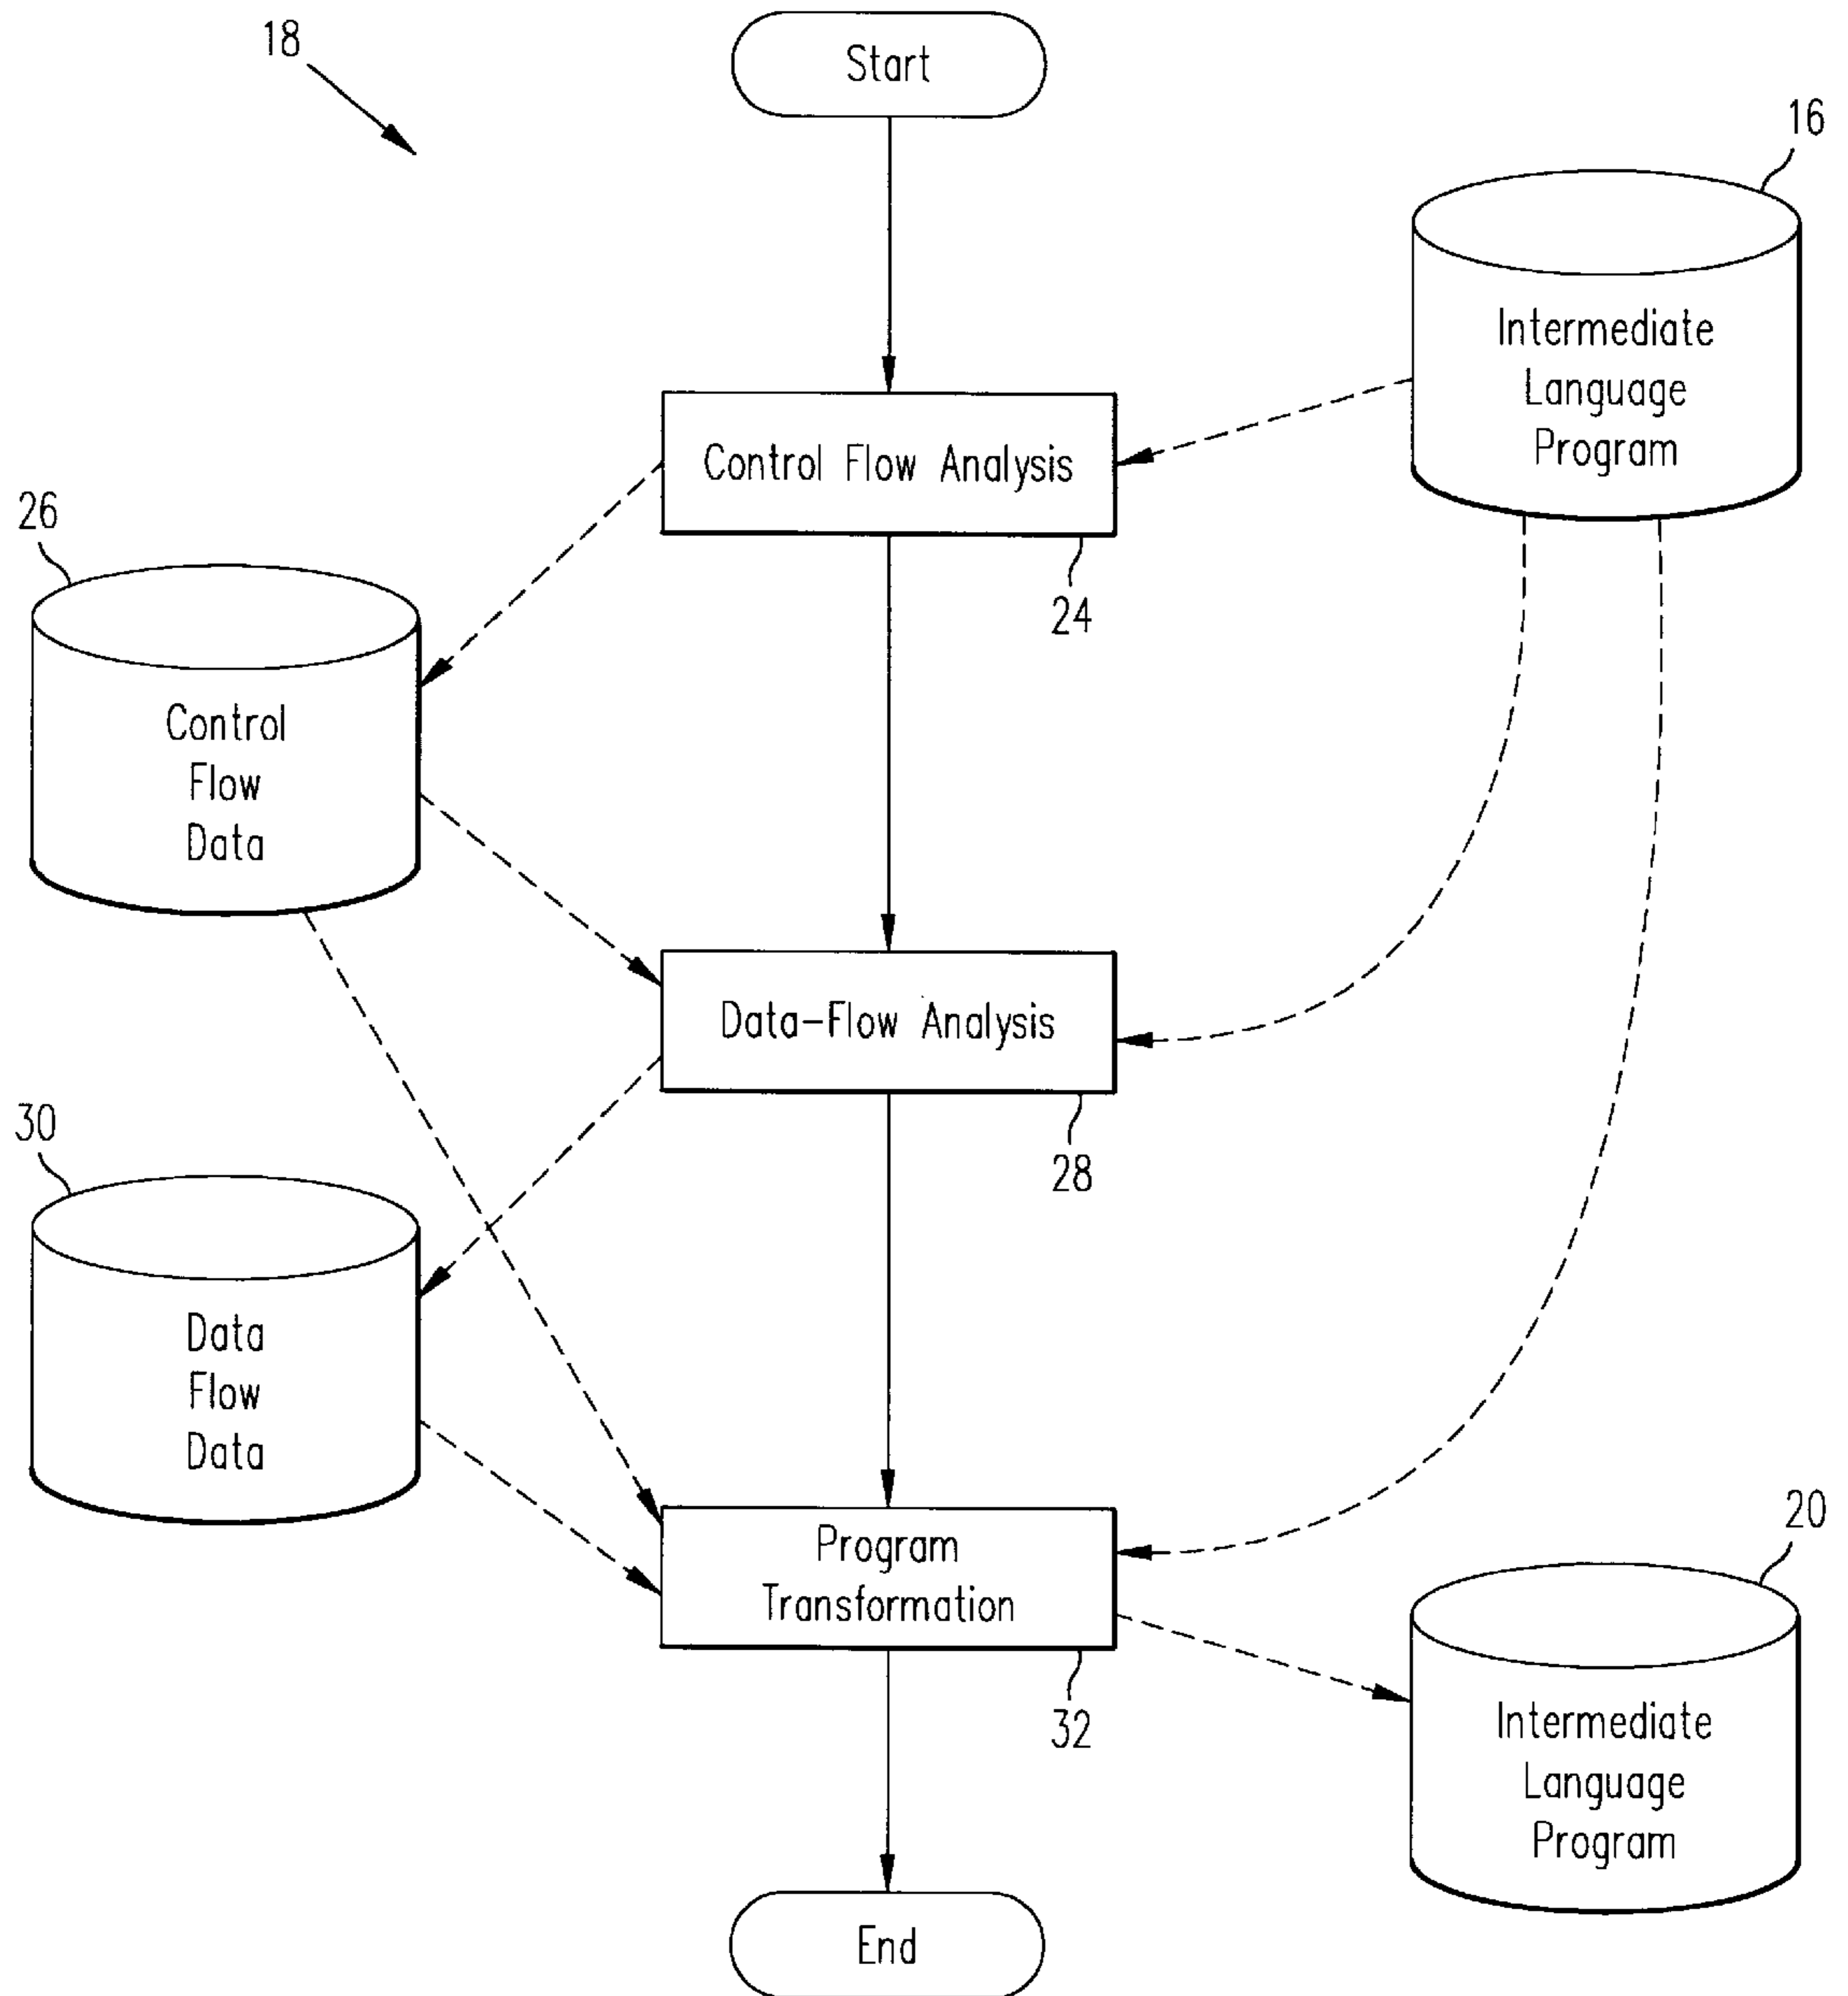 18
Start
16
Intermediate
Language
Program
Control Flow Analysis
24
26
Control
Flow
Data
Data-Flow Analysis
28
30
Data
Flow
Data
Program
Transformation
32
20
Intermediate
Language
Program
End